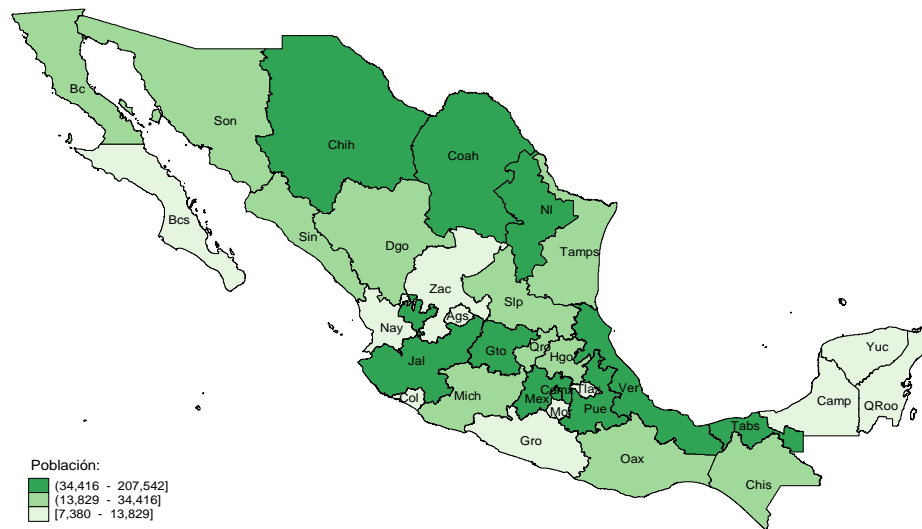 Bc
Son
Chih
Coah
Nl
Bcs
Sin
Dgo
Tamps
Zac
Slp
Nay
Ags
Jal
Gto
Qro
Hgo
Yuc
Col
Mich
Mex
Cdmx
Tlax
Ver
Mor
Pue
Camp
QRoo
Gro
Tabs
Oax
Chis
Población:
(34,416 - 207,542]
(13,829 - 34,416]
[7,380 - 13,829]